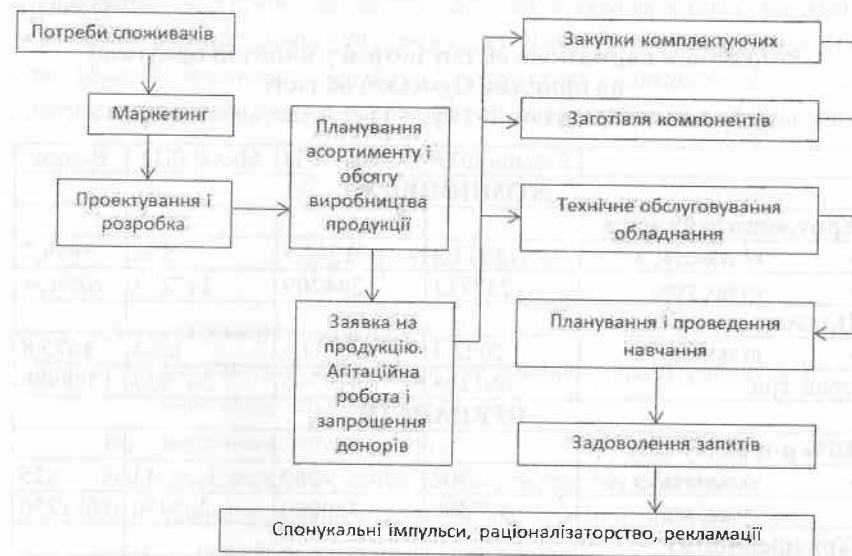 Потреби споживачів
Маркетинг
Проектування і
розробка
Планування
асортименту і
обсягу
виробництва
продукції
Заявка на
продукцію.
Агітаційна
робота і
запрошення
донорів
Закупки комплектуючих
Заготівля компонентів
Технічне обслуговування
обладнання
Планування і проведення
навчання
Задоволення запитів
Спонукальні імпульси, раціоналізаторство, рекламації